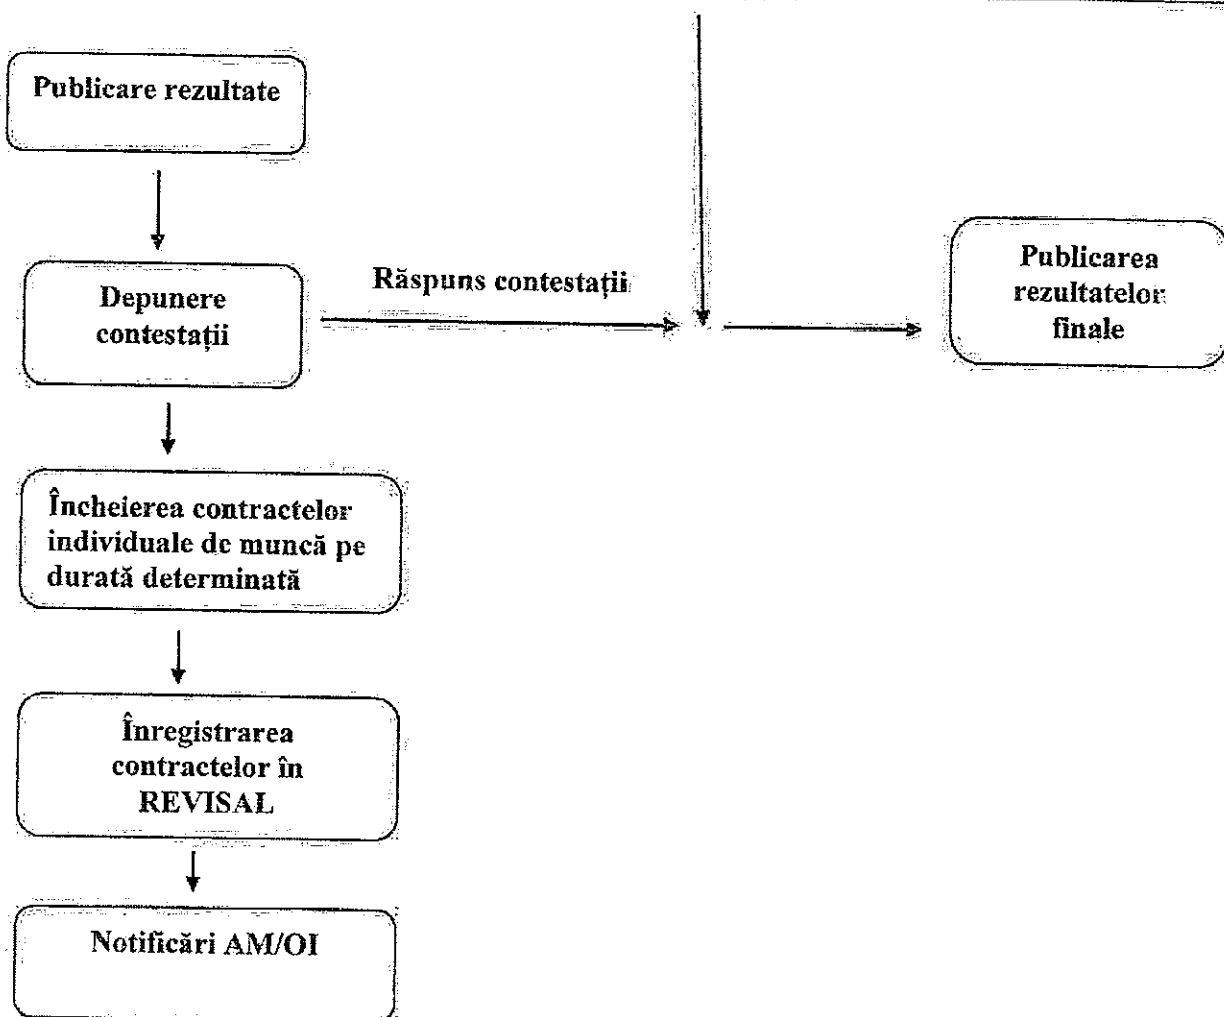 Publicare rezultate
Depunere
contestații
Răspuns contestații
Publicarea
rezultatelor
finale
Încheierea contractelor
individuale de muncă pe
durată determinată
Înregistrarea
contractelor în
REVISAL
Notificări AM/OI